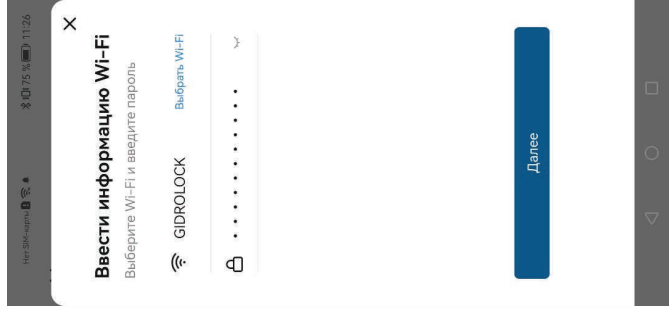 Нет SIM-карты 75 % 11:26
Ввести информацию Wi-Fi
Выберите Wi-Fi и введите пароль
GIDROLOCK Выбрать Wi-Fi
• • • • • • • • • • • •
Далее